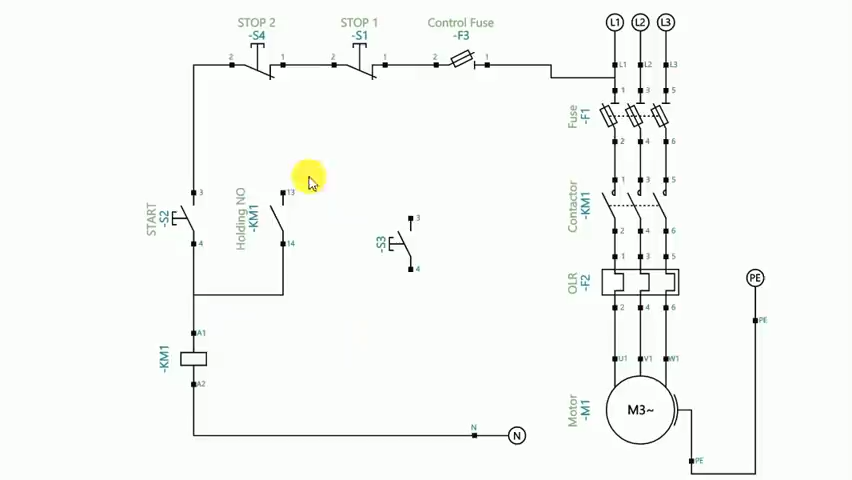 STOP 2
-S4
STOP 1
-S1
Control Fuse
-F3
L1
L2
L3
2
1
2
1
2
1
L1
L2
L3
1
3
5
Fuse
-F1
2
4
6
3
START
-S2
4
13
Holding NO
-KM1
14
3
-S3
4
1
3
5
Contactor
-KM1
2
4
6
1
3
5
OLR
-F2
2
4
6
PE
PE
A1
-KM1
A2
U1
V1
W1
Motor
-M1
M3~
N
N
PE